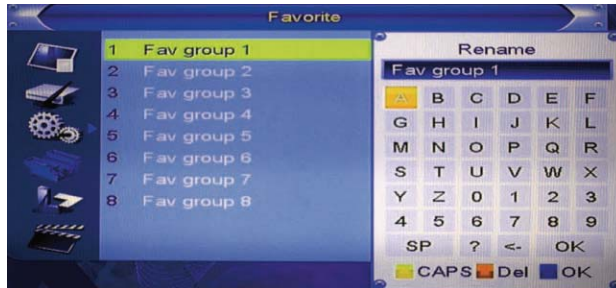 Favorite
1 Fav group 1
2 Fav group 2
3 Fav group 3
4 Fav group 4
5 Fav group 5
6 Fav group 6
7 Fav group 7
8 Fav group 8
Rename
Fav group 1
A B C D E F
G H I J K L
M N O P Q R
S T U V W X
Y Z 0 1 2 3
4 5 6 7 8 9
SP ? <- OK
CAPS Del OK